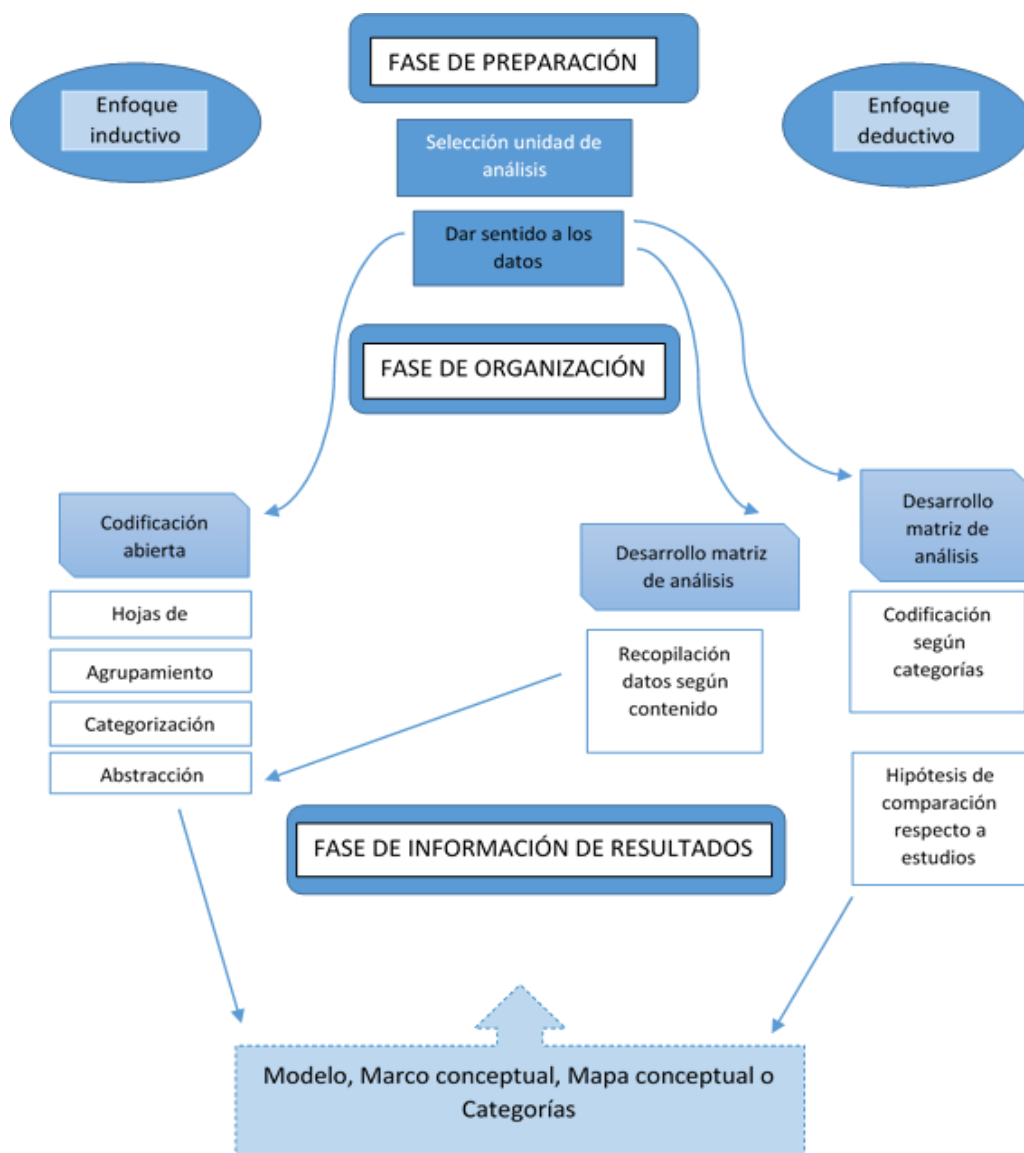 FASE DE PREPARACIÓN
Enfoque
inductivo
Enfoque
deductivo
Selección unidad de
análisis
Dar sentido a los
datos
FASE DE ORGANIZACIÓN
Codificación
abierta
Hojas de
Agrupamiento
Categorización
Abstracción
Desarrollo matriz
de análisis
Recopilación
datos según
contenido
Desarrollo
matriz de
análisis
Codificación
según
categorías
Hipótesis de
comparación
respecto a
estudios
FASE DE INFORMACIÓN DE RESULTADOS
Modelo, Marco conceptual, Mapa conceptual o
Categorías